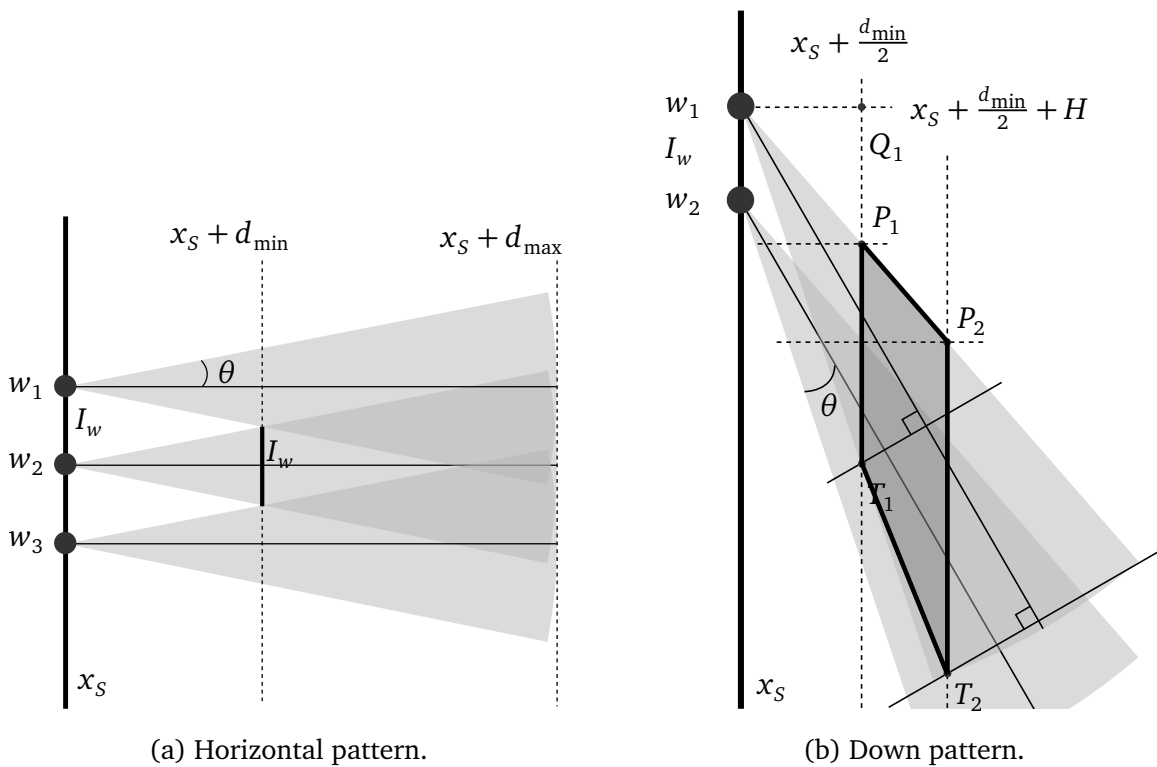 x_S + d_min
x_S + d_max
θ
w_1
I_w
w_2
I_w
w_3
x_S
(a) Horizontal pattern.
x_S + d_min/2
w_1
x_S + d_min/2 + H
I_w
Q_1
w_2
P_1
P_2
θ
T_1
x_S
T_2
(b) Down pattern.